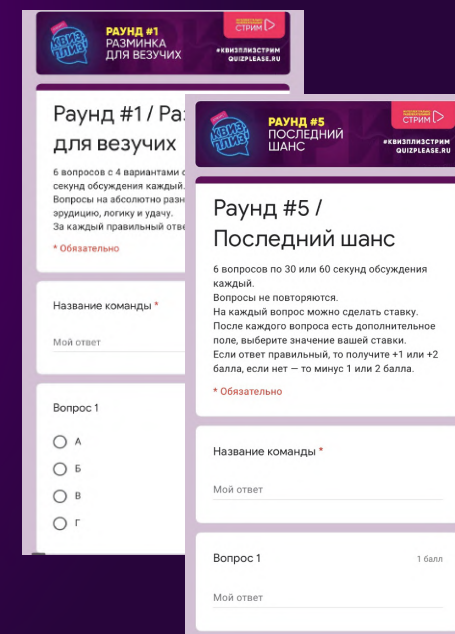 КВИЗ ПЛИЗ!
РАУНД #1
РАЗМИНКА
ДЛЯ ВЕЗУЧИХ
СТРИМ
#КВИЗПЛИЗСТРИМ
QUIZPLEASE.RU
Раунд #1 / Ра
для везучих
6 вопросов с 4 вариантами
секунд обсуждения каждый.
Вопросы на абсолютно разн
эрудицию, логику и удачу.
За каждый правильный отве
* Обязательно
Название команды *
Мой ответ
Вопрос 1
А
Б
В
Г
КВИЗ ПЛИЗ!
РАУНД #5
ПОСЛЕДНИЙ
ШАНС
СТРИМ
#КВИЗПЛИЗСТРИМ
QUIZPLEASE.RU
Раунд #5 /
Последний шанс
6 вопросов по 30 или 60 секунд обсуждения
каждый.
Вопросы не повторяются.
На каждый вопрос можно сделать ставку.
После каждого вопроса есть дополнительное
поле, выберите значение вашей ставки.
Если ответ правильный, то получите +1 или +2
балла, если нет — то минус 1 или 2 балла.
* Обязательно
Название команды *
Мой ответ
Вопрос 1
1 балл
Мой ответ